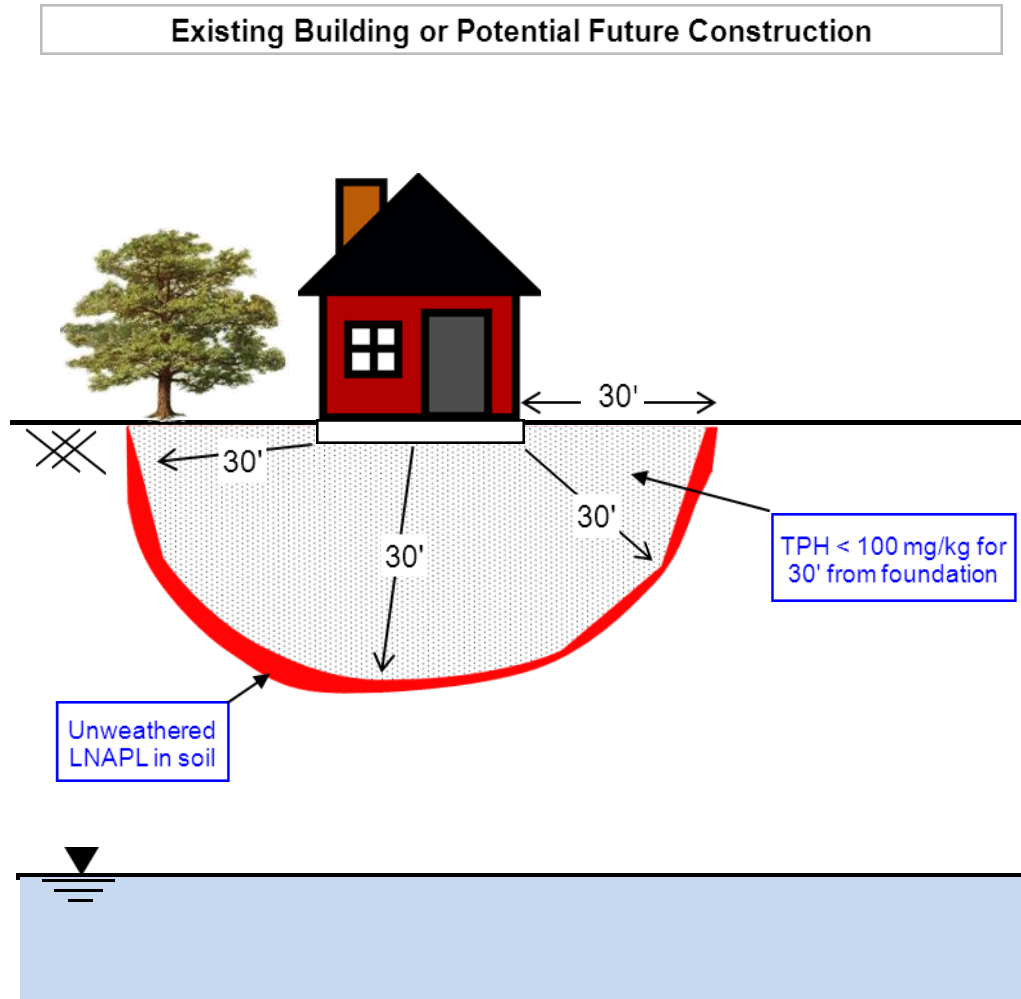 Existing Building or Potential Future Construction
30'
30'
30'
30'
TPH < 100 mg/kg for
30' from foundation
Unweathered
LNAPL in soil